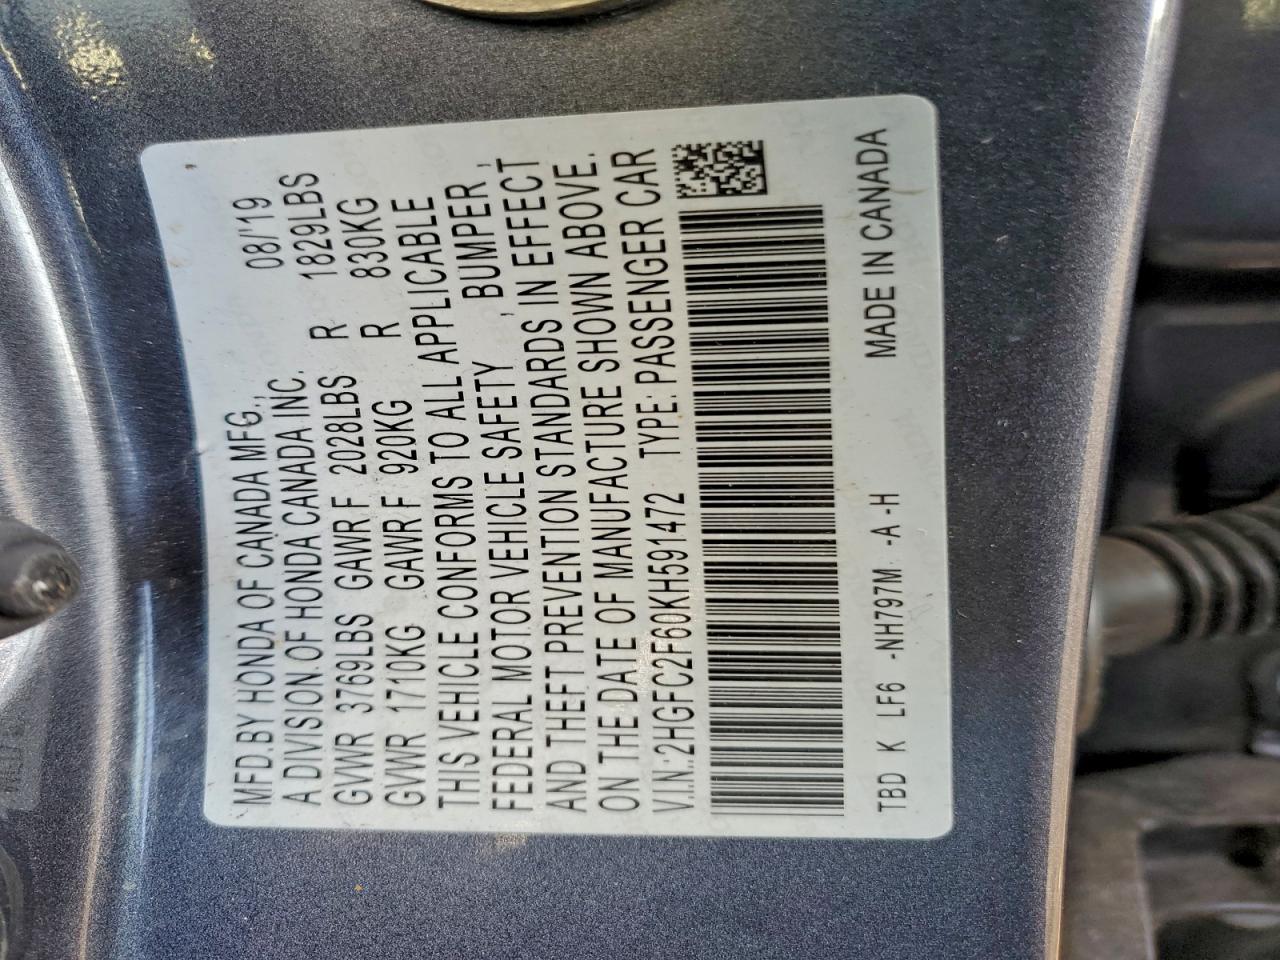 MFD.BY HONDA OF CANADA MFG., 08/'19
A DIVISION OF HONDA CANADA INC.
GVWR 3769LBS GAWR F 2028LBS R 1829LBS
GVWR 1710KG GAWR F 920KG R 830KG
THIS VEHICLE CONFORMS TO ALL APPLICABLE
FEDERAL MOTOR VEHICLE SAFETY , BUMPER ,
AND THEFT PREVENTION STANDARDS IN EFFECT
ON THE DATE OF MANUFACTURE SHOWN ABOVE.
V.I.N.:2HGFC2F60KH591472 TYPE: PASSENGER CAR
TBD K LF6 -NH797M -A -H MADE IN CANADA